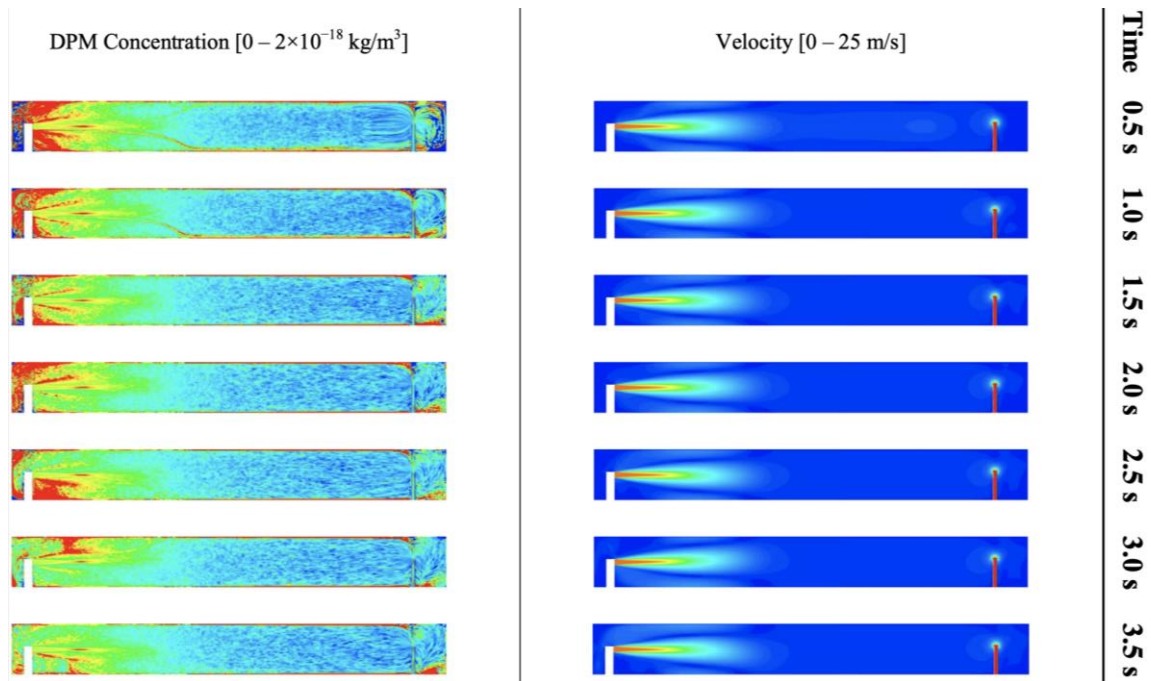 DPM Concentration [0 – 2×10⁻¹⁸ kg/m³]
Velocity [0 – 25 m/s]
Time
0.5 s
1.0 s
1.5 s
2.0 s
2.5 s
3.0 s
3.5 s